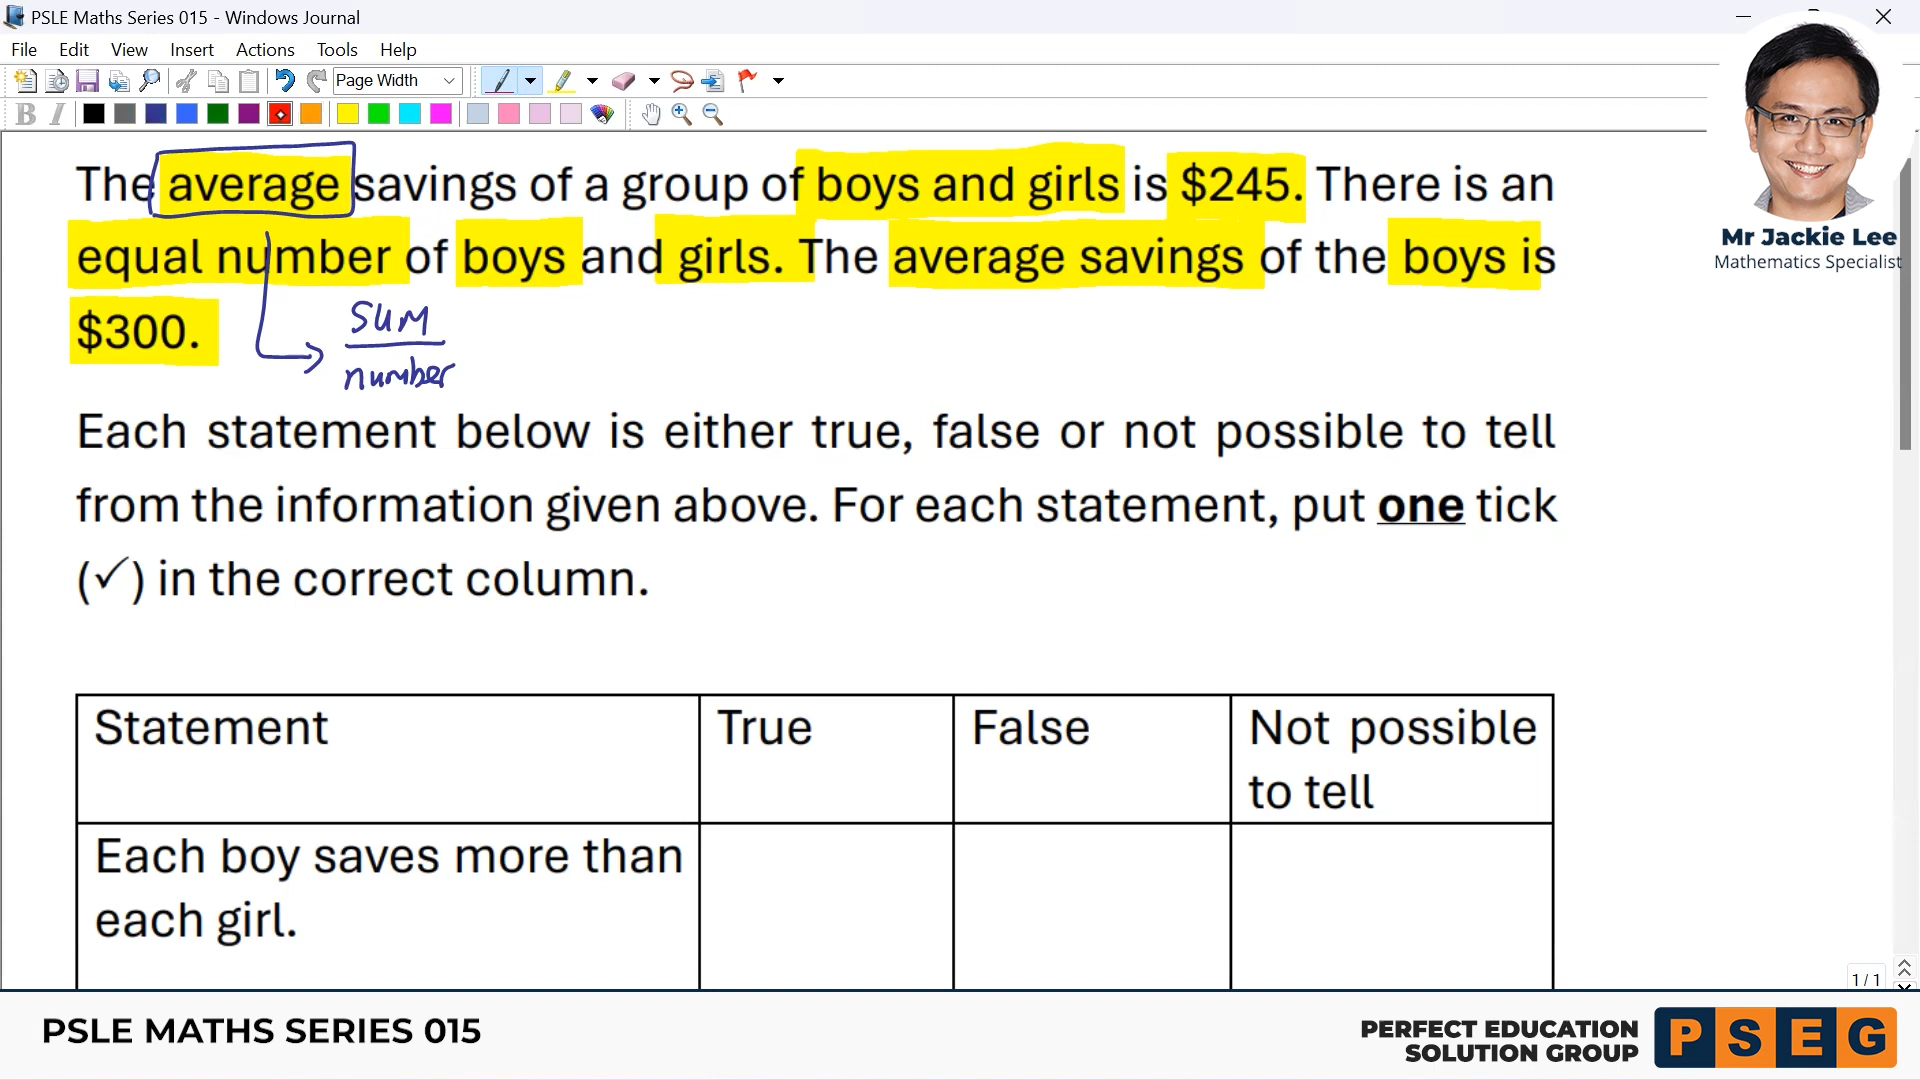 PSLE Maths Series 015 - Windows Journal
File Edit View Insert Actions Tools Help
Page Width
B I
The average savings of a group of boys and girls is $245. There is an
equal number of boys and girls. The average savings of the boys is
$300.
SUM
number
Each statement below is either true, false or not possible to tell
from the information given above. For each statement, put one tick
(✓) in the correct column.
Statement True False Not possible
to tell
Each boy saves more than
each girl.
Mr Jackie Lee
Mathematics Specialist
1 / 1
PSLE MATHS SERIES 015
PERFECT EDUCATION
SOLUTION GROUP
P S E G